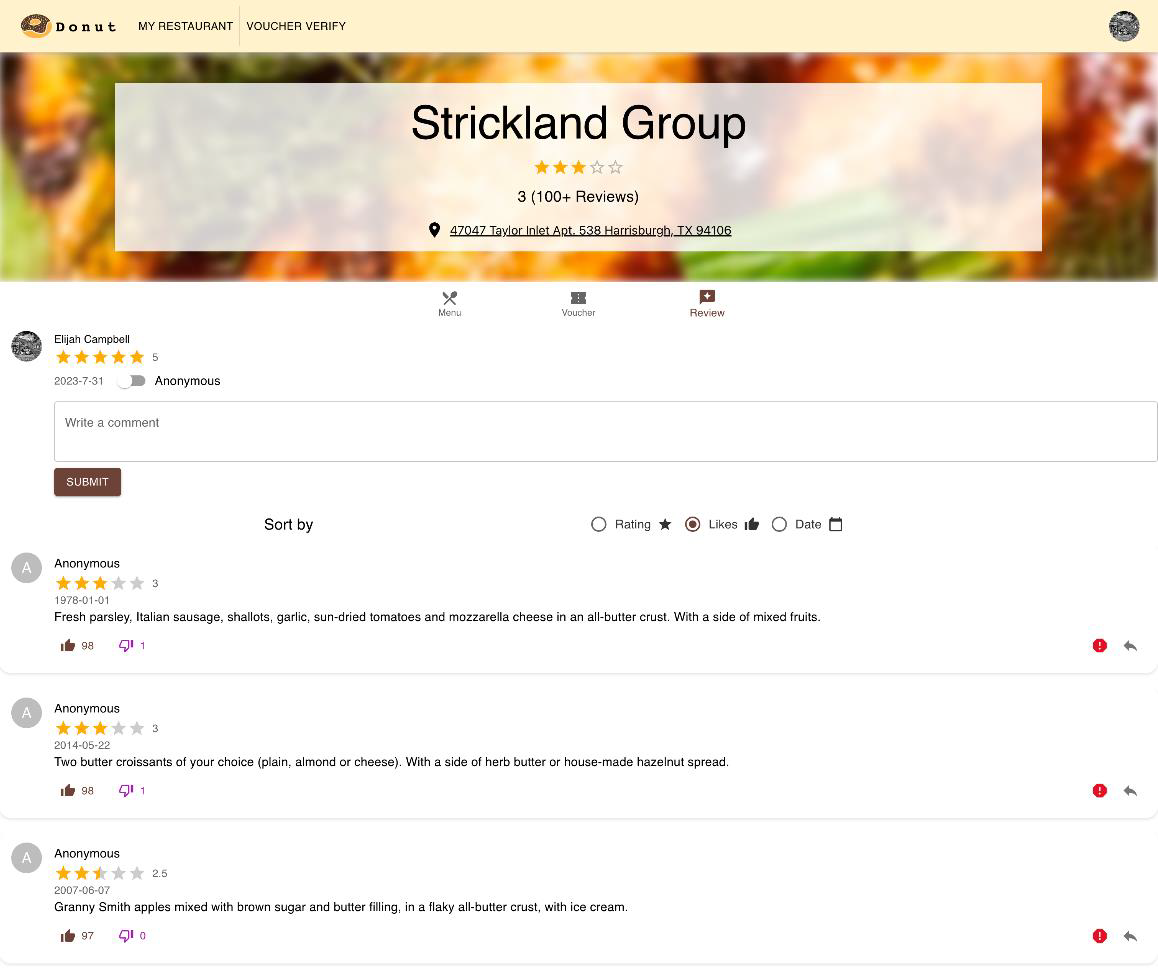 Donut MY RESTAURANT VOUCHER VERIFY
Strickland Group
3 (100+ Reviews)
47047 Taylor Inlet Apt. 538 Harrisburgh, TX 94106
Menu Voucher Review
Elijah Campbell
5
2023-7-31 Anonymous
Write a comment
SUBMIT
Sort by Rating Likes Date
A Anonymous
3
1978-01-01
Fresh parsley, Italian sausage, shallots, garlic, sun-dried tomatoes and mozzarella cheese in an all-butter crust. With a side of mixed fruits.
98 1
A Anonymous
3
2014-05-22
Two butter croissants of your choice (plain, almond or cheese). With a side of herb butter or house-made hazelnut spread.
98 1
A Anonymous
2.5
2007-06-07
Granny Smith apples mixed with brown sugar and butter filling, in a flaky all-butter crust, with ice cream.
97 0